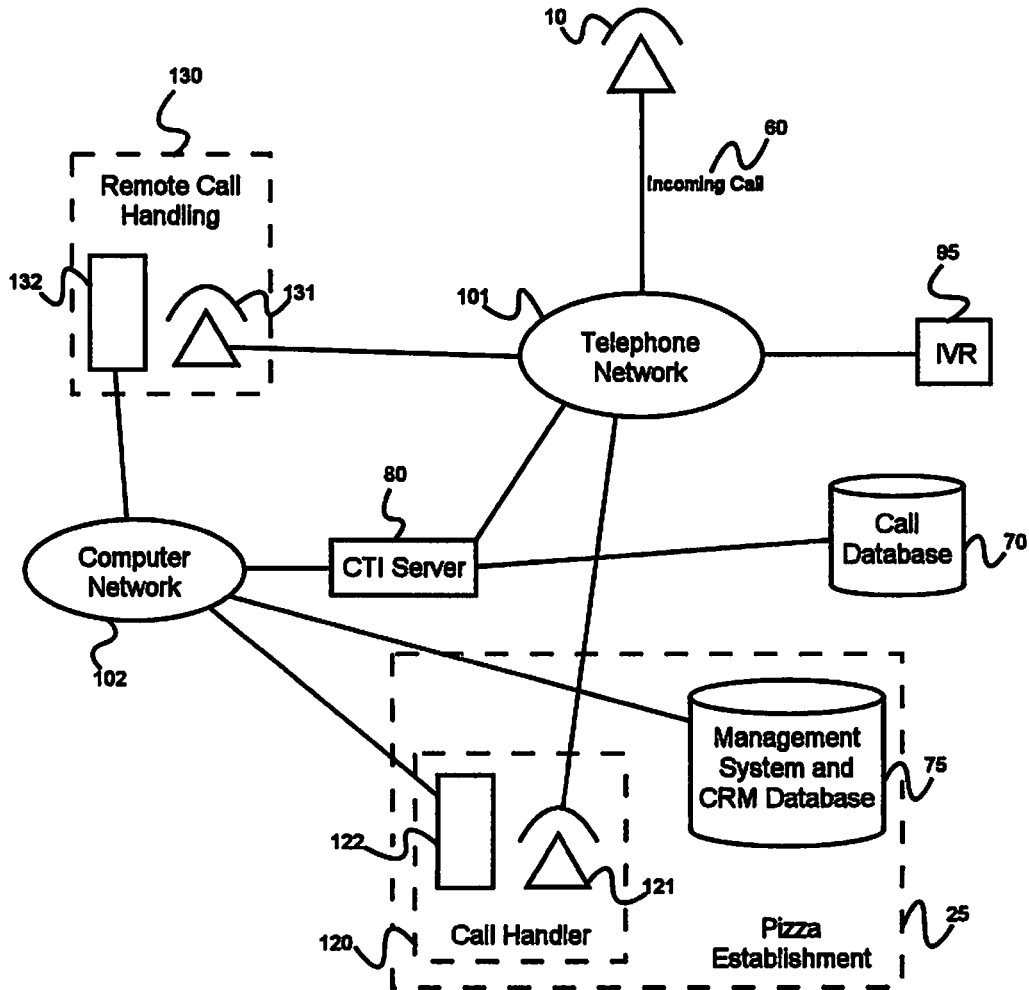 10
130
60
Incoming Call
Remote Call
Handling
95
132
131
101
Telephone
Network
IVR
80
Call
Database
70
Computer
Network
CTI Server
102
Management
System and
CRM Database
75
122
121
25
120
Call Handler
Pizza
Establishment